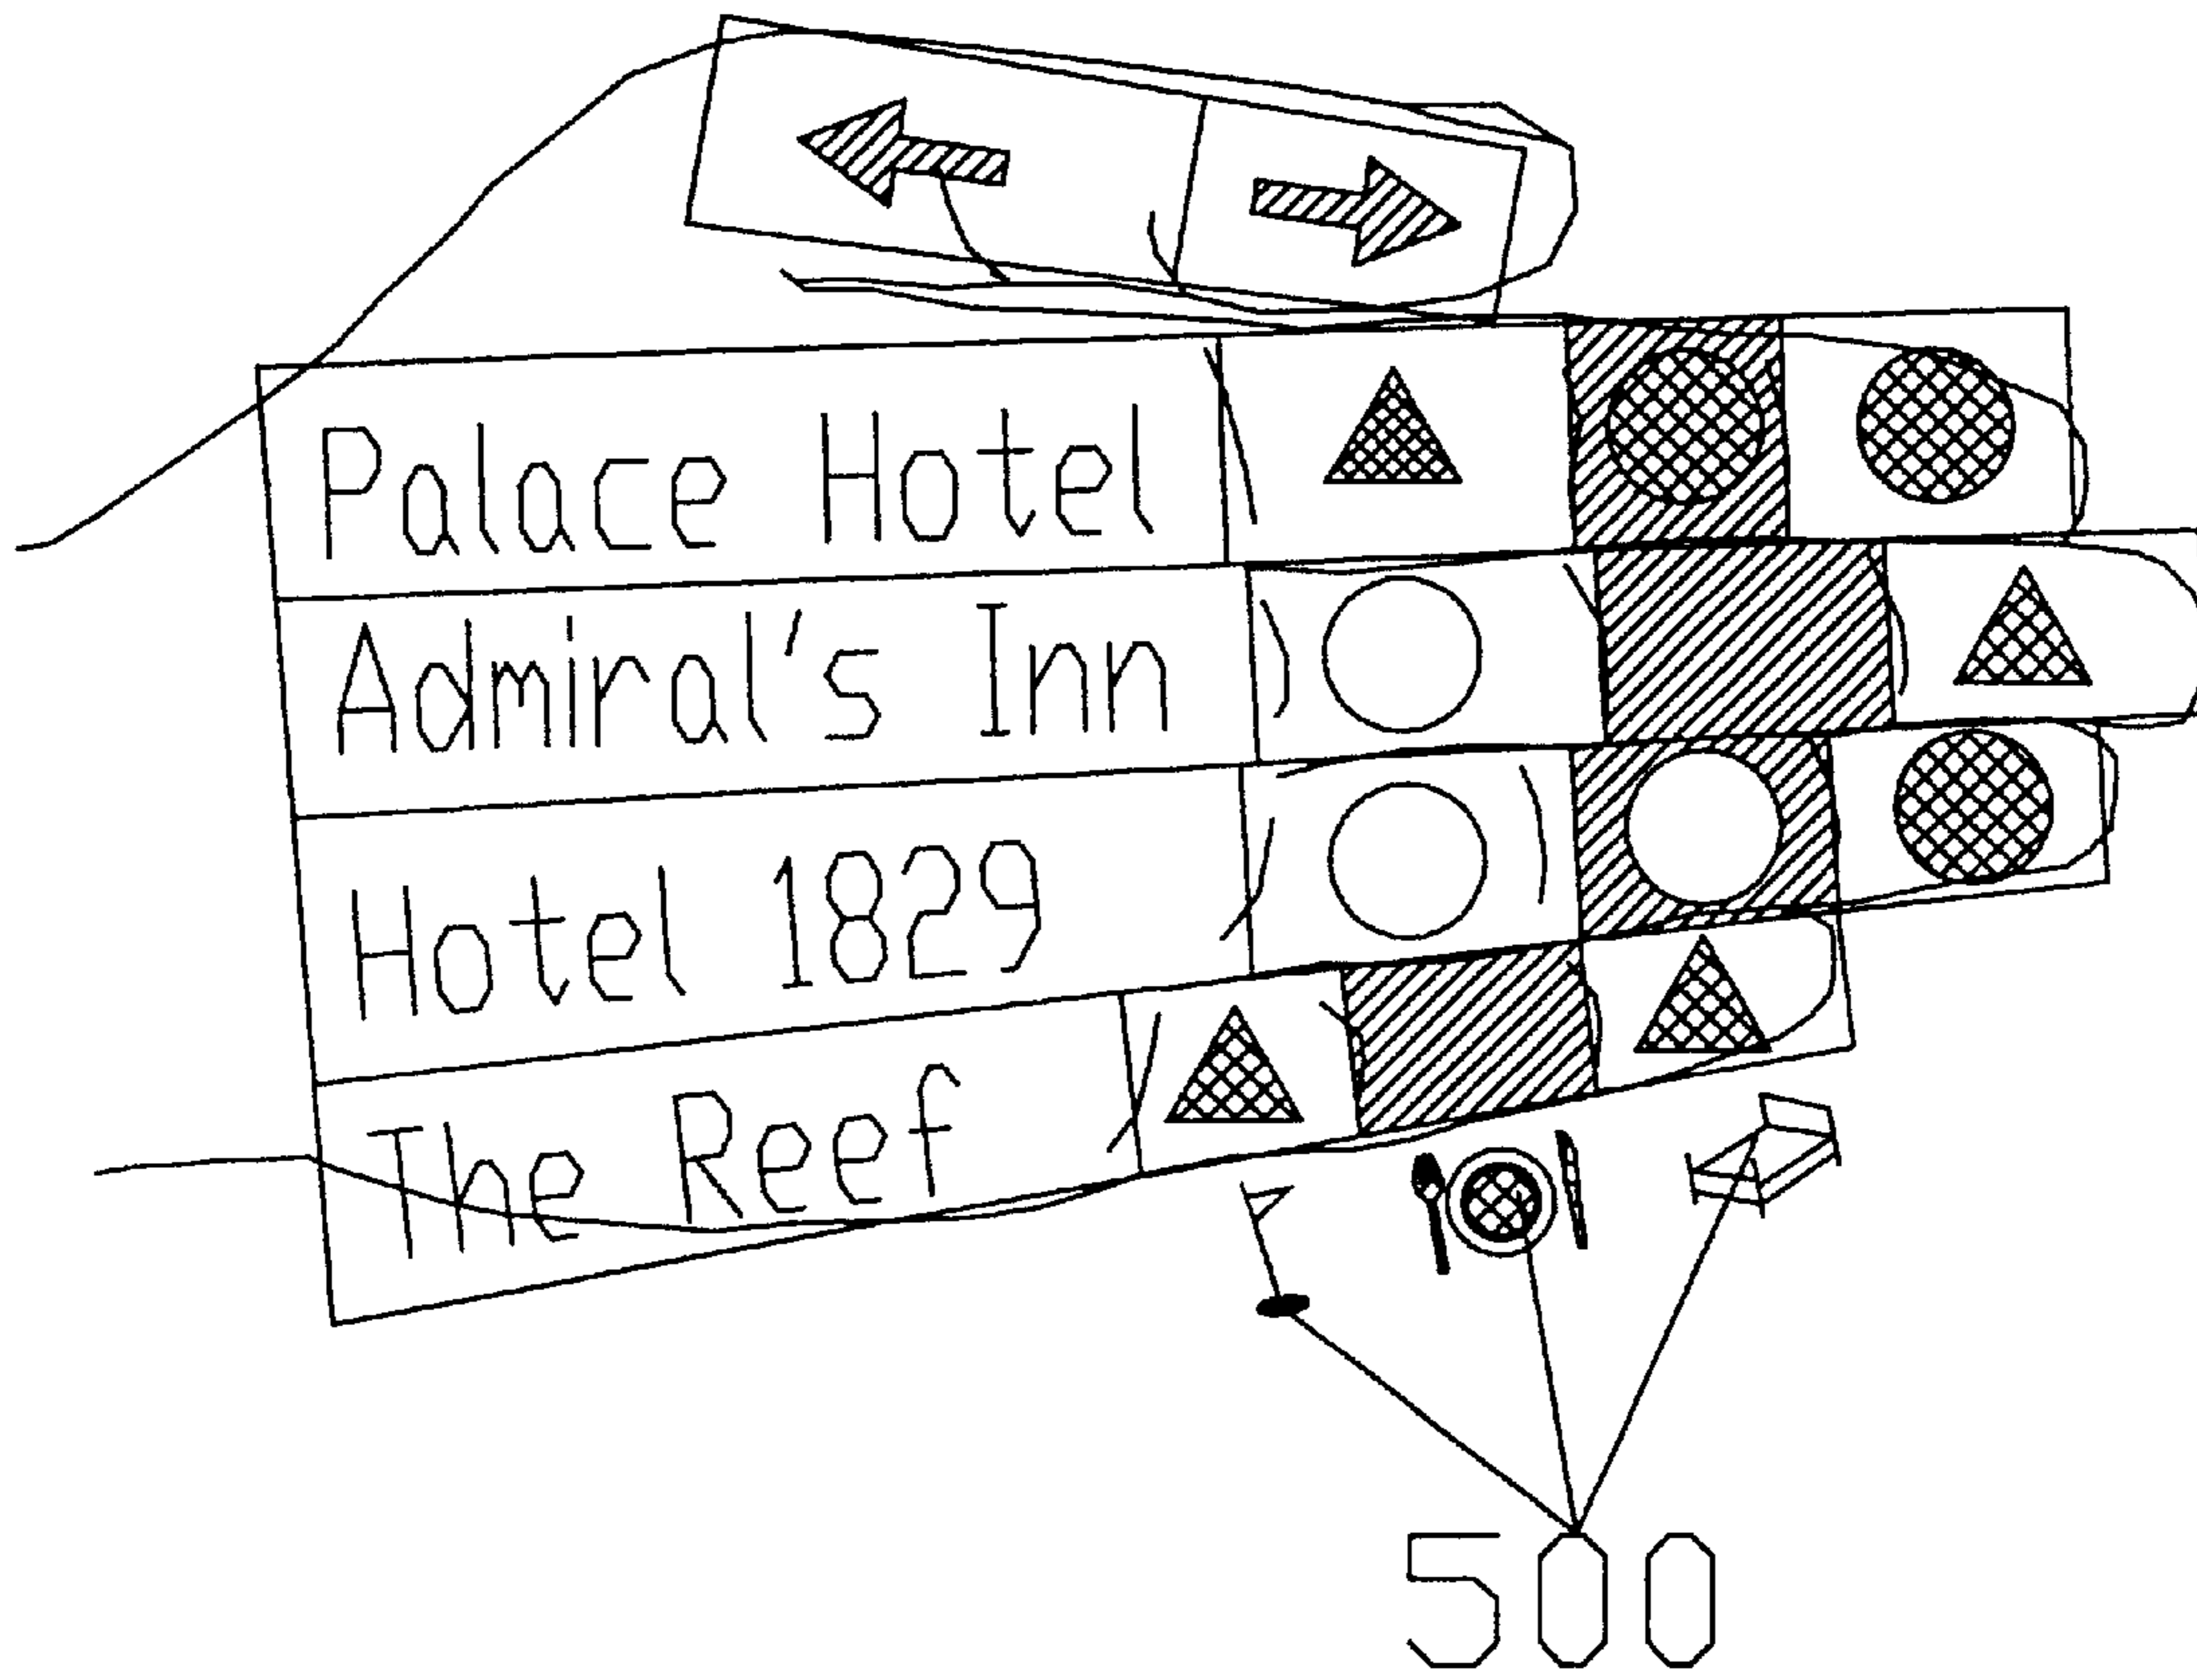 Palace Hotel
Admiral's Inn
Hotel 1829
The Reef
500